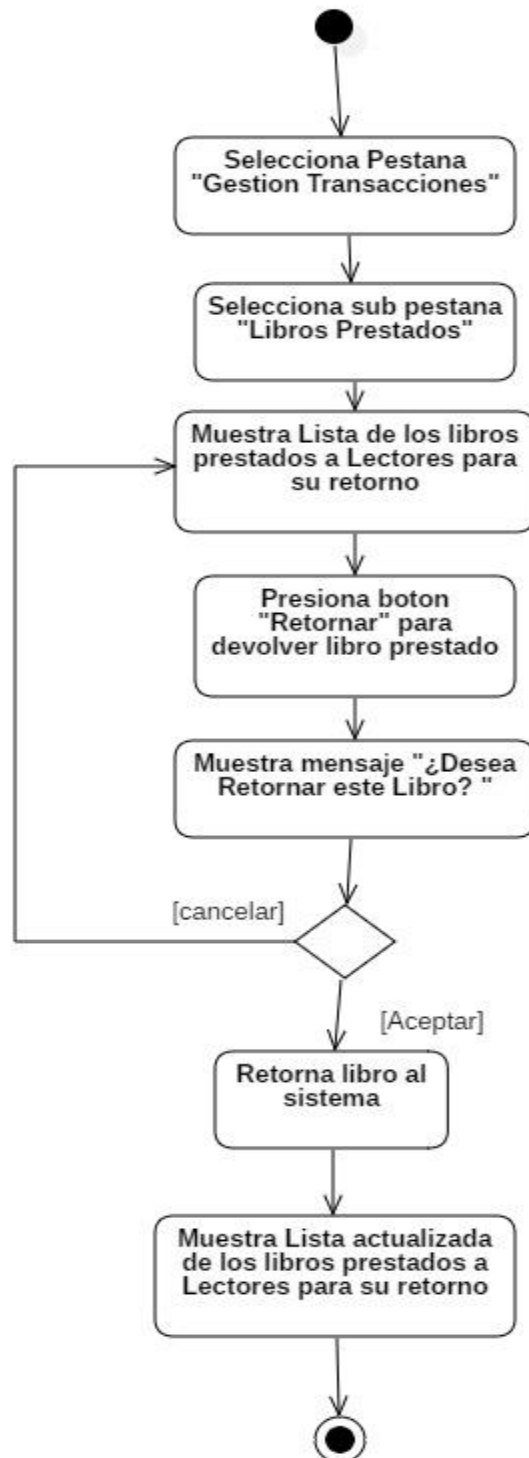 Selecciona Pestana
"Gestion Transacciones"
Selecciona sub pestana
"Libros Prestados"
Muestra Lista de los libros
prestados a Lectores para
su retorno
Presiona boton
"Retornar" para
devolver libro prestado
Muestra mensaje "¿Desea
Retornar este Libro? "
[cancelar]
[Aceptar]
Retorna libro al
sistema
Muestra Lista actualizada
de los libros prestados a
Lectores para su retorno